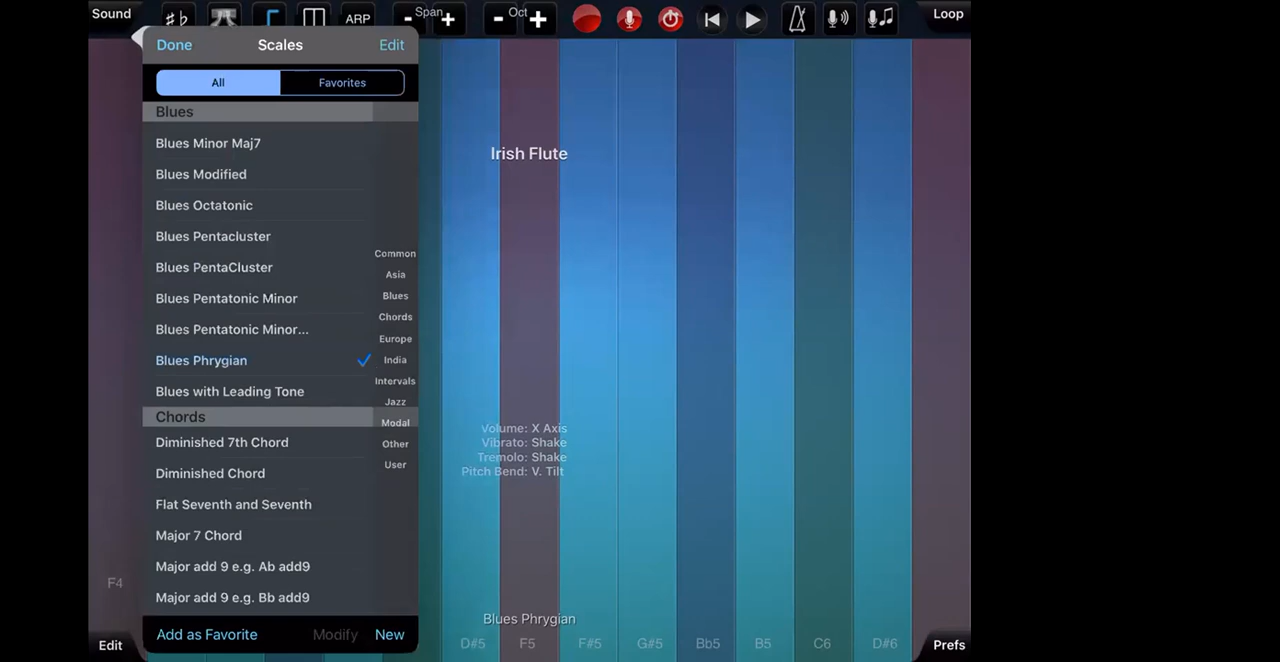 Sound
ARP
- Span +
- Oct +
Loop
Done
Scales
Edit
All
Favorites
Blues
Blues Minor Maj7
Blues Modified
Blues Octatonic
Blues Pentacluster
Blues PentaCluster
Blues Pentatonic Minor
Blues Pentatonic Minor...
Blues Phrygian
Blues with Leading Tone
Chords
Diminished 7th Chord
Diminished Chord
Flat Seventh and Seventh
Major 7 Chord
Major add 9 e.g. Ab add9
Major add 9 e.g. Bb add9
Common
Asia
Blues
Chords
Europe
India
Intervals
Jazz
Modal
Other
User
Add as Favorite
Modify
New
Irish Flute
Volume: X Axis
Vibrato: Shake
Tremolo: Shake
Pitch Bend: V. Tilt
Blues Phrygian
F4
D#5 F5 F#5 G#5 Bb5 B5 C6 D#6
Edit
Prefs